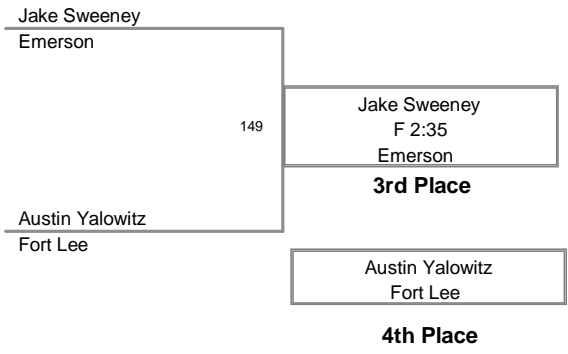 Jake Sweeney
Emerson
149
Jake Sweeney
F 2:35
Emerson
3rd Place
Austin Yalowitz
Fort Lee
Austin Yalowitz
Fort Lee
4th Place